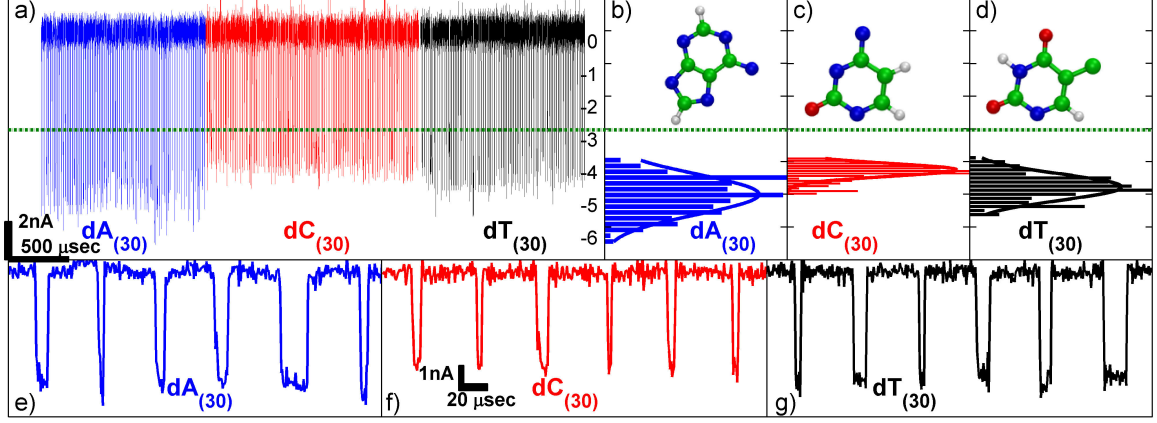 a)
b)
c)
d)
0
-1
-2
-3
-4
-5
-6
2nA
500 μsec
dA(30)
dC(30)
dT(30)
dA(30)
dC(30)
dT(30)
e)
dA(30)
f)
1nA
20 μsec
dC(30)
g)
dT(30)